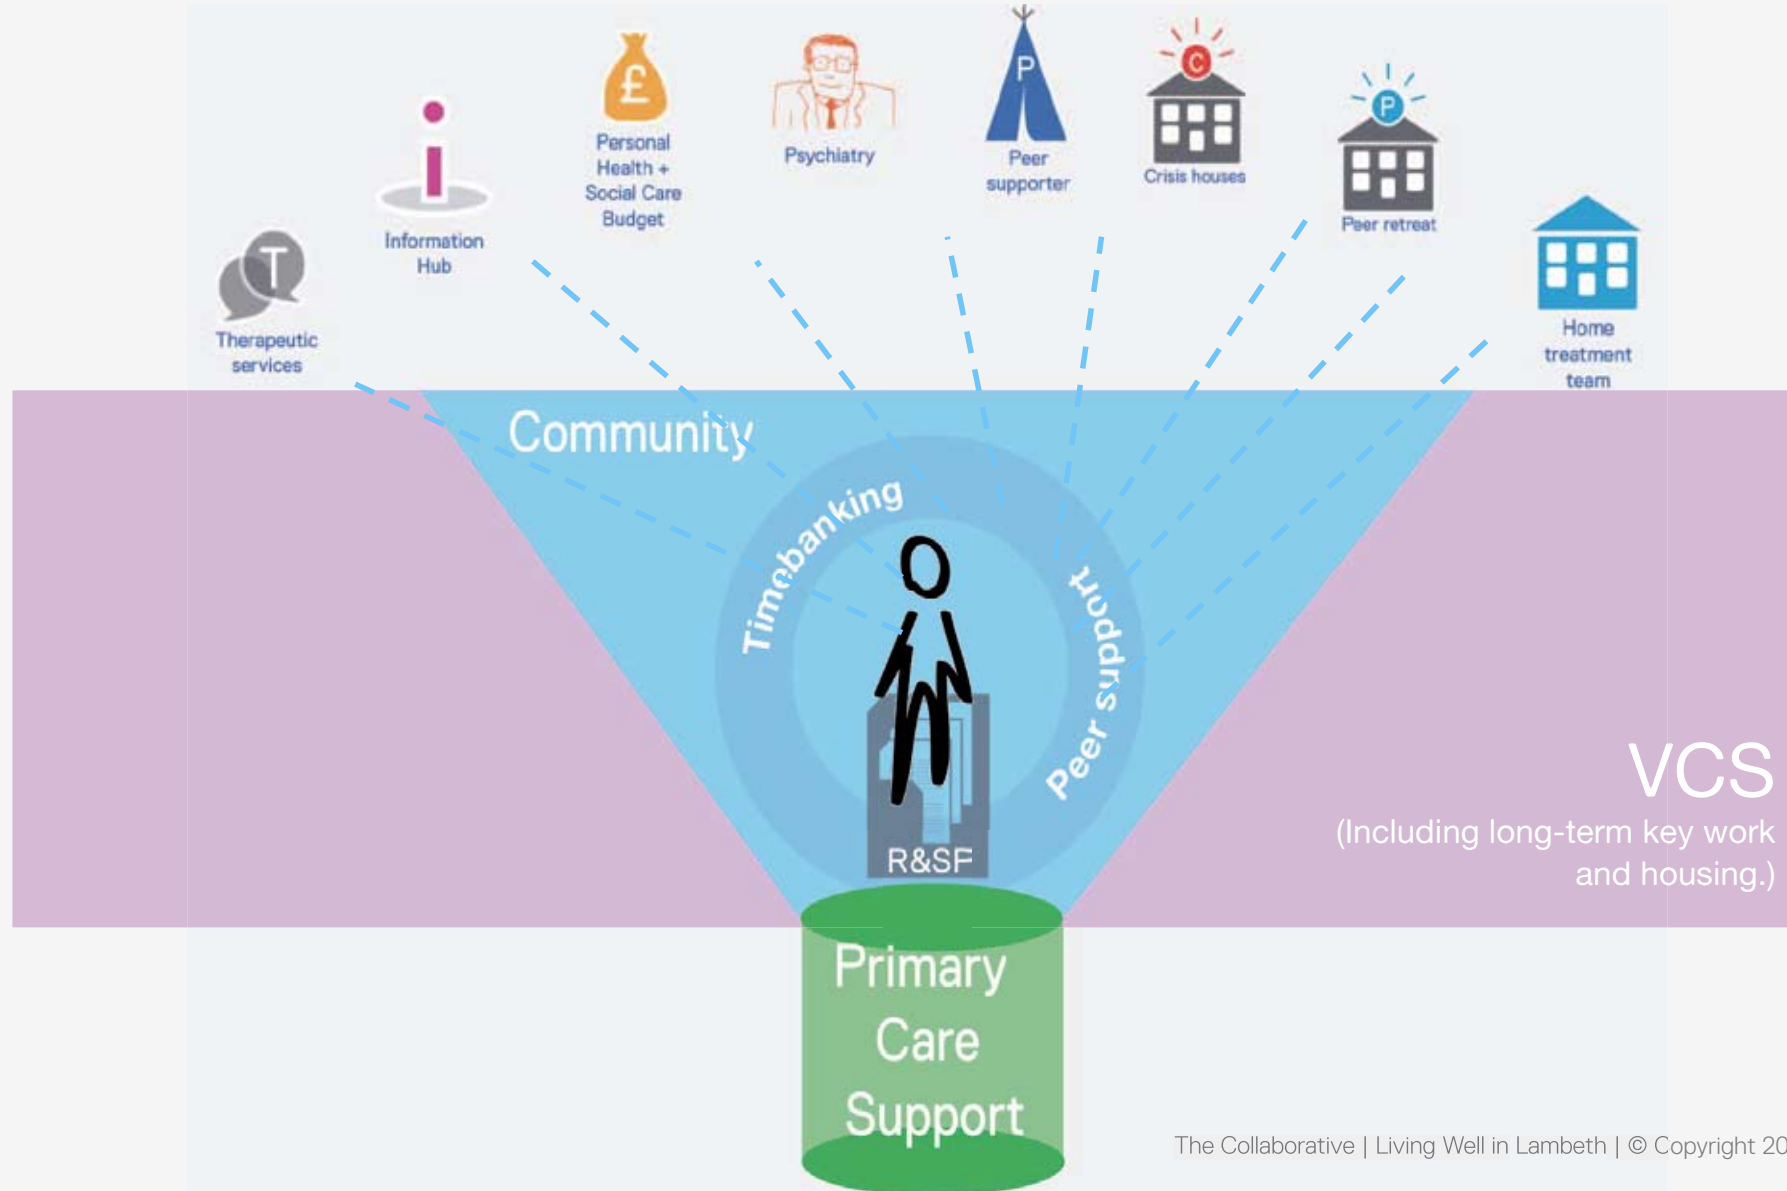 T
Therapeutic
services
i
Information
Hub
£
Personal
Health +
Social Care
Budget
Psychiatry
P
Peer
supporter
C
Crisis houses
P
Peer retreat
Home
treatment
team
Community
Timebanking
Peer support
R&SF
VCS
(Including long-term key work
and housing.)
Primary
Care
Support
The Collaborative | Living Well in Lambeth | © Copyright 20